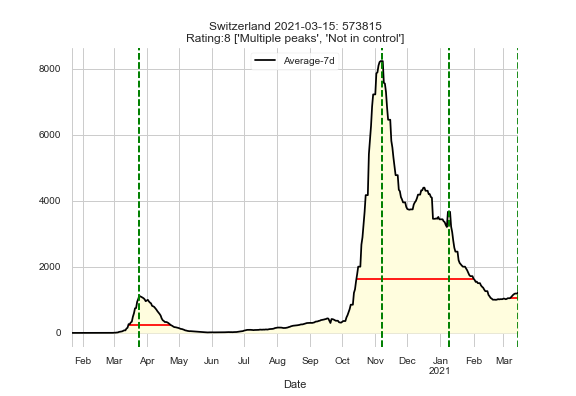 Switzerland 2021-03-15: 573815
Rating:8 ['Multiple peaks', 'Not in control']
Average-7d
8000
6000
4000
2000
0
Feb Mar Apr May Jun Jul Aug Sep Oct Nov Dec Jan Feb Mar
2021
Date